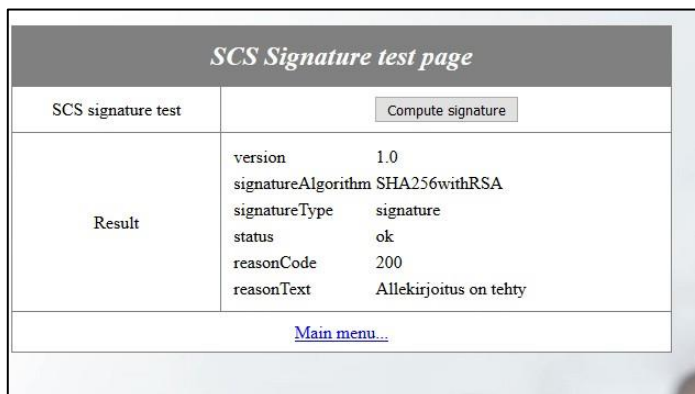 SCS Signature test page
SCS signature test
Compute signature
Result
version 1.0
signatureAlgorithm SHA256withRSA
signatureType signature
status ok
reasonCode 200
reasonText Allekirjoitus on tehty
Main menu...